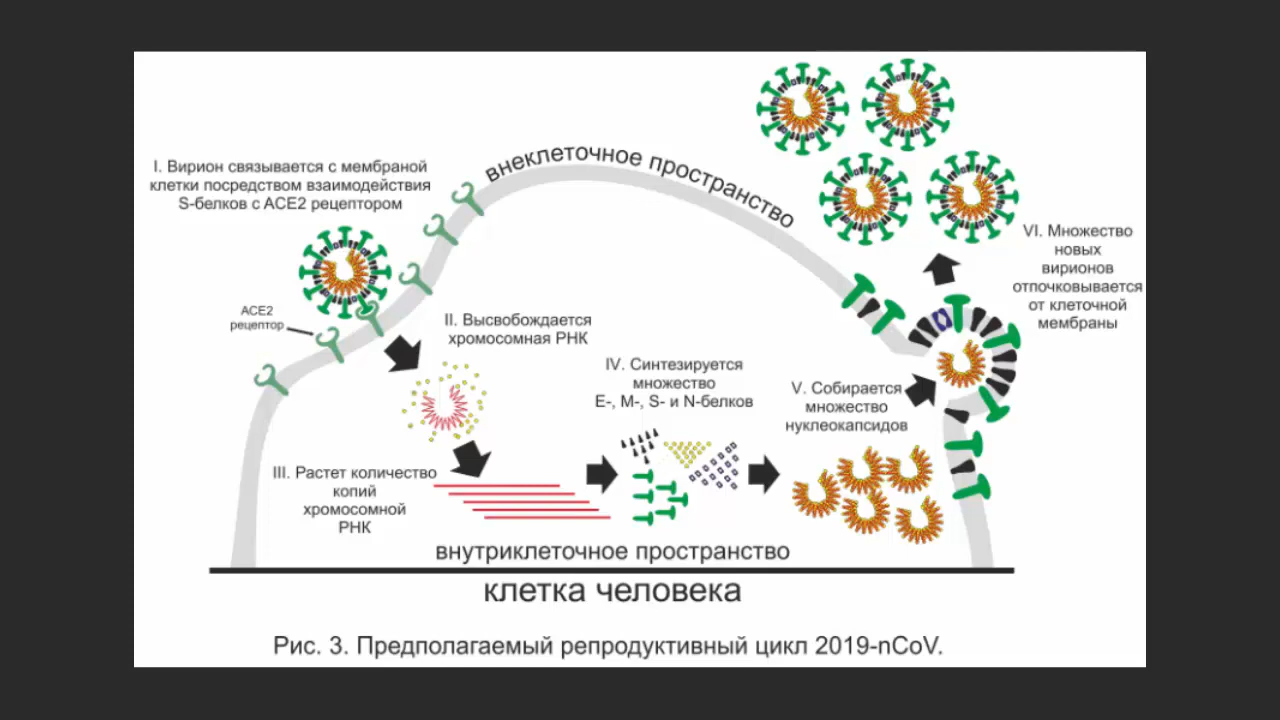 I. Вирион связывается с мембраной
клетки посредством взаимодействия
S-белков с ACE2 рецептором
внеклеточное пространство
ACE2
рецептор
II. Высвобождается
хромосомная РНК
III. Растет количество
копий
хромосомной
РНК
IV. Синтезируется
множество
E-, M-, S- и N-белков
V. Собирается
множество
нуклеокапсидов
VI. Множество
новых
вирионов
отпочковывается
от клеточной
мембраны
внутриклеточное пространство
клетка человека
Рис. 3. Предполагаемый репродуктивный цикл 2019-nCoV.